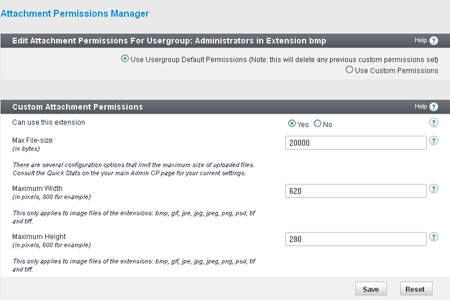 Attachment Permissions Manager
Edit Attachment Permissions For Usergroup: Administrators in Extension bmp Help ?
Use Usergroup Default Permissions (Note: this will delete any previous custom permissions set)
Use Custom Permissions
Custom Attachment Permissions Help ?
Can use this extension Yes No ?
Max File-size
(in bytes)
20000 ?
There are several configuration options that limit the maximum size of uploaded files.
Consult the Quick Stats on the your main Admin CP page for your current settings.
Maximum Width
(in pixels, 800 for example)
620 ?
This only applies to image files of the extensions: bmp, gif, jpe, jpg, jpeg, png, psd, tif
and tiff.
Maximum Height
(in pixels, 600 for example)
280 ?
This only applies to image files of the extensions: bmp, gif, jpe, jpg, jpeg, png, psd, tif
and tiff.
Save Reset